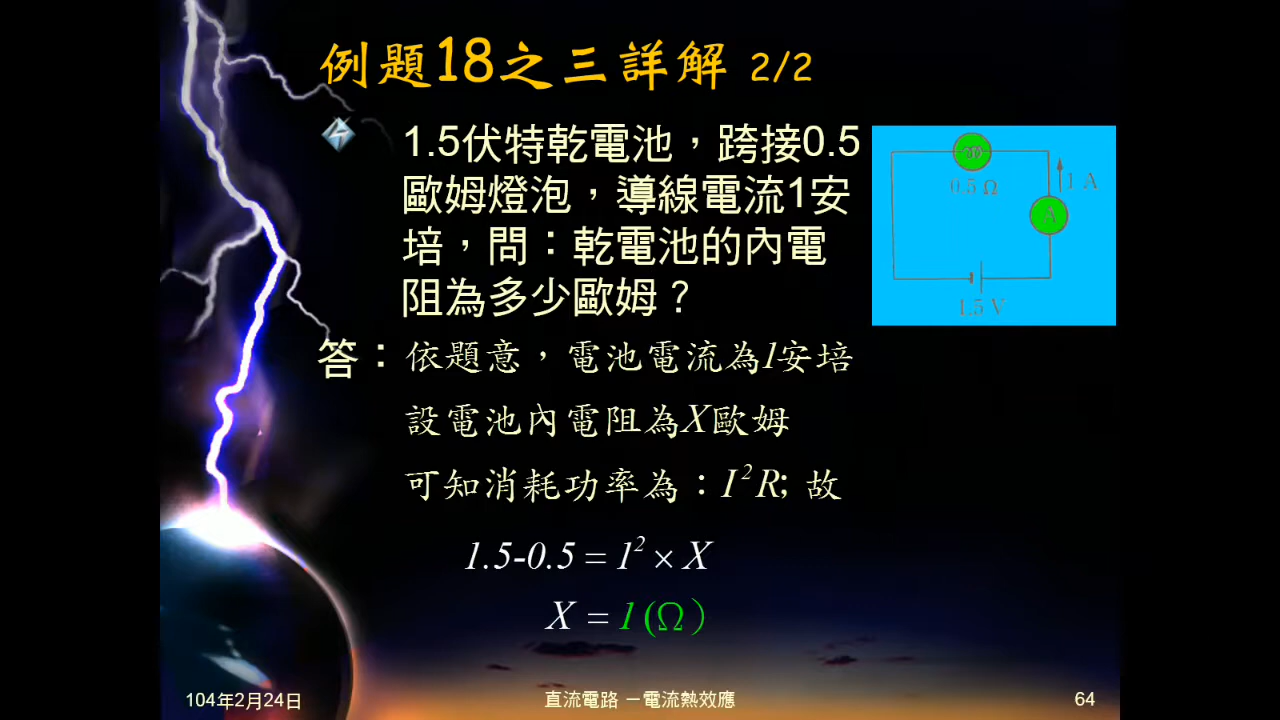 例題18之三詳解 2/2
1.5伏特乾電池，跨接0.5
歐姆燈泡，導線電流1安
培，問：乾電池的內電
阻為多少歐姆？
0.5 Ω
1 A
A
1.5 V
答：依題意，電池電流為1安培
設電池內電阻為X歐姆
可知消耗功率為：I²R; 故
1.5-0.5 = 1² × X
X = 1 (Ω)
104年2月24日
直流電路 －電流熱效應
64